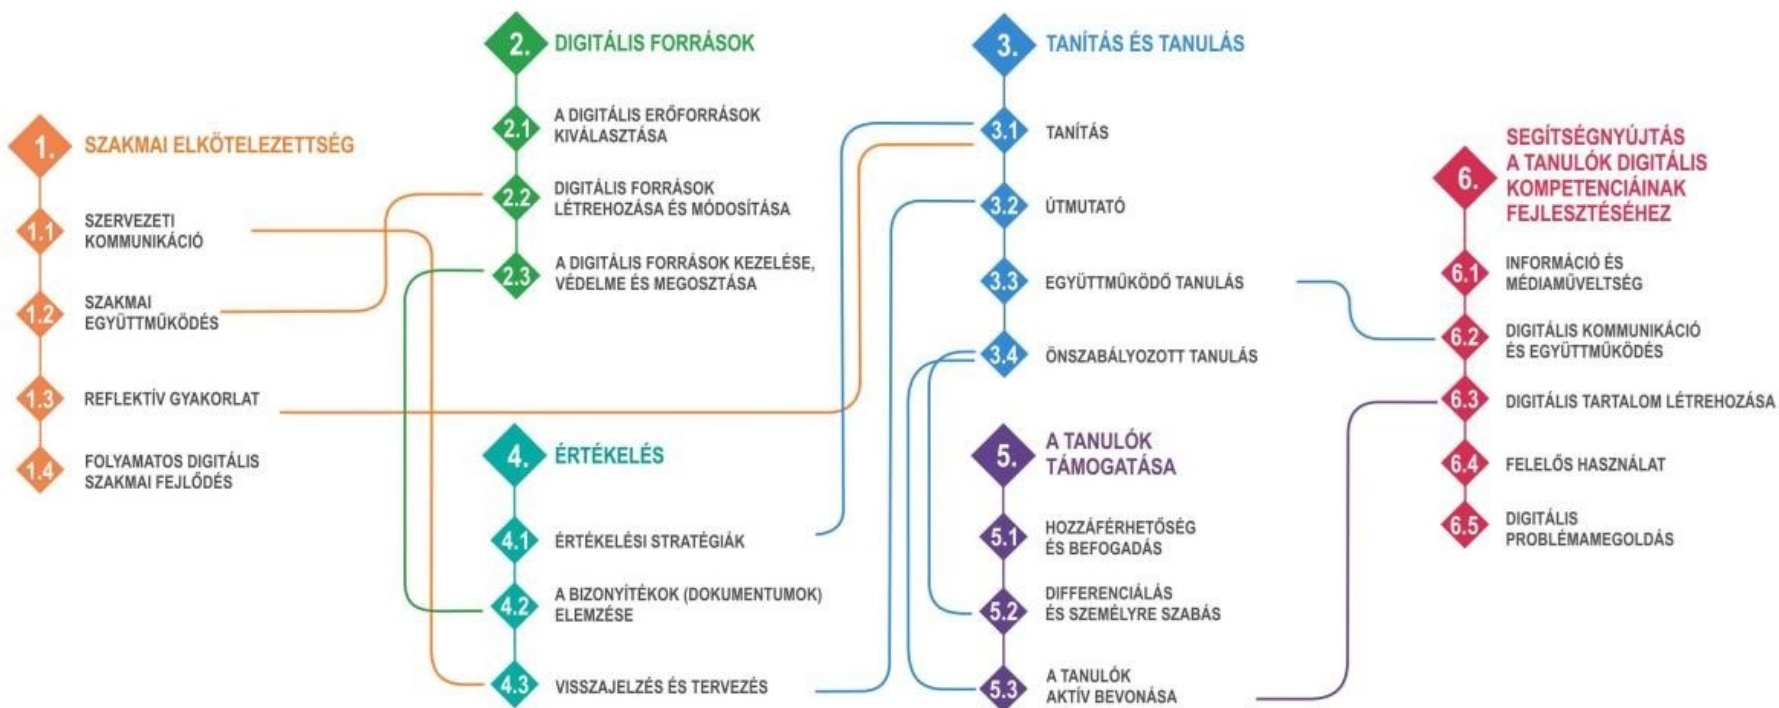 1. SZAKMAI ELKÖTELEZETTSÉG
1.1 SZERVEZETI
KOMMUNIKÁCIÓ
1.2 SZAKMAI
EGYÜTTMŰKÖDÉS
1.3 REFLEKTÍV GYAKORLAT
1.4 FOLYAMATOS DIGITÁLIS
SZAKMAI FEJLŐDÉS
2. DIGITÁLIS FORRÁSOK
2.1 A DIGITÁLIS ERŐFORRÁSOK
KIVÁLASZTÁSA
2.2 DIGITÁLIS FORRÁSOK
LÉTREHOZÁSA ÉS MÓDOSÍTÁSA
2.3 A DIGITÁLIS FORRÁSOK KEZELÉSE,
VÉDELME ÉS MEGOSZTÁSA
3. TANÍTÁS ÉS TANULÁS
3.1 TANÍTÁS
3.2 ÚTMUTATÓ
3.3 EGYÜTTMŰKÖDŐ TANULÁS
3.4 ÖNSZABÁLYOZOTT TANULÁS
4. ÉRTÉKELÉS
4.1 ÉRTÉKELÉSI STRATÉGIÁK
4.2 A BIZONYÍTÉKOK (DOKUMENTUMOK)
ELEMZÉSE
4.3 VISSZAJELZÉS ÉS TERVEZÉS
5. A TANULÓK
TÁMOGATÁSA
5.1 HOZZÁFÉRHETŐSÉG
ÉS BEFOGADÁS
5.2 DIFFERENCIÁLÁS
ÉS SZEMÉLYRE SZABÁS
5.3 A TANULÓK
AKTÍV BEVONÁSA
6. SEGÍTSÉGNYÚJTÁS
A TANULÓK DIGITÁLIS
KOMPETENCIÁINAK
FEJLESZTÉSÉHEZ
6.1 INFORMÁCIÓ ÉS
MÉDIAMŰVELTSÉG
6.2 DIGITÁLIS KOMMUNIKÁCIÓ
ÉS EGYÜTTMŰKÖDÉS
6.3 DIGITÁLIS TARTALOM LÉTREHOZÁSA
6.4 FELELŐS HASZNÁLAT
6.5 DIGITÁLIS
PROBLÉMAMEGOLDÁS